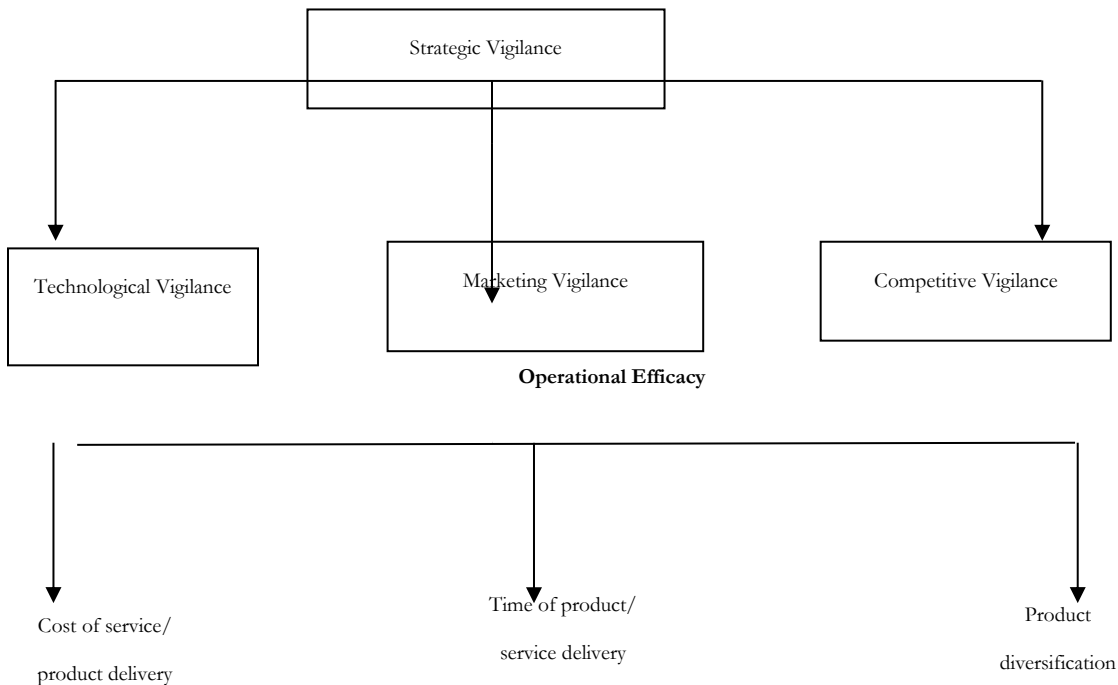 Strategic Vigilance
Technological Vigilance
Marketing Vigilance
Competitive Vigilance
Operational Efficacy
Cost of service/
product delivery
Time of product/
service delivery
Product
diversification